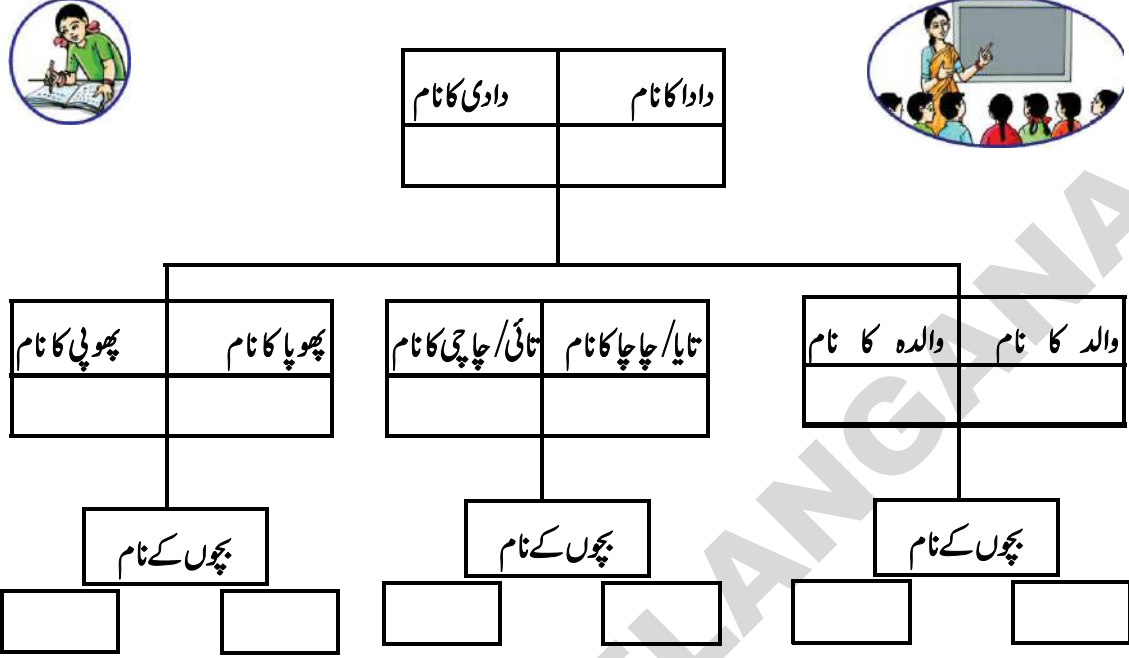 دادا کا نام دادی کا نام
والد کا نام والدہ کا نام
تایا/چاچا کا نام تائی/چاچی کا نام
پھوپا کا نام پھوپی کا نام
بچوں کے نام
بچوں کے نام
بچوں کے نام
ELANGANA